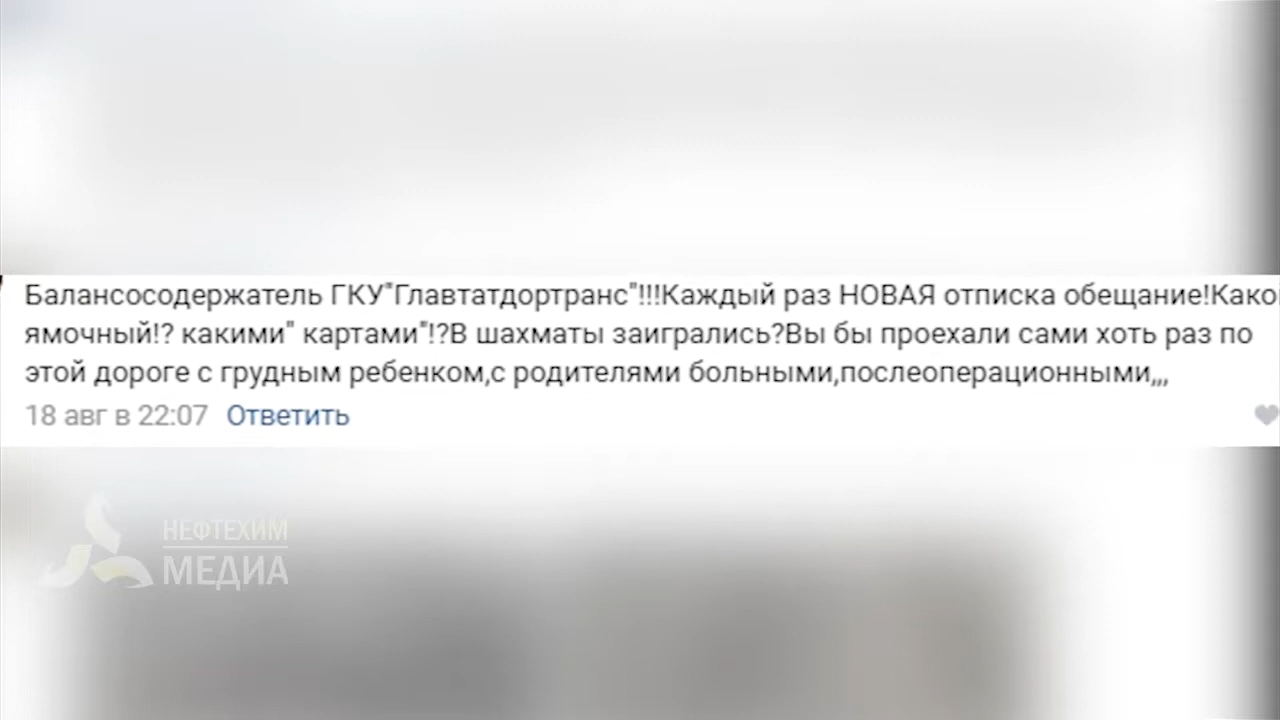 Балансосодержатель ГКУ"Главтатдортранс"!!!Каждый раз НОВАЯ отписка обещание!Како
ямочный!? какими" картами"!?В шахматы заигрались?Вы бы проехали сами хоть раз по
этой дороге с грудным ребенком,с родителями больными,послеоперационными,,,
18 авг в 22:07 Ответить
НЕФТЕХИМ
МЕДИА